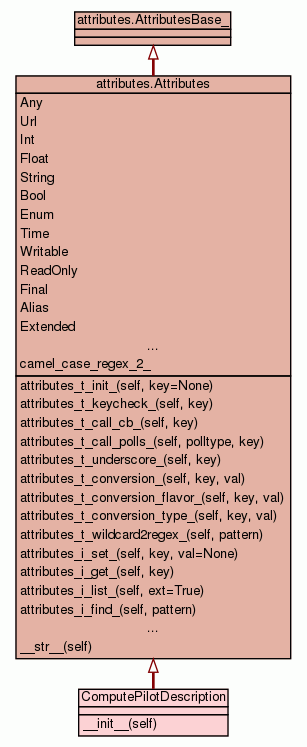 attributes.AttributesBase_
attributes.Attributes
Any
Url
Int
Float
String
Bool
Enum
Time
Writable
ReadOnly
Final
Alias
Extended
...
camel_case_regex_2_
attributes_t_init_(self, key=None)
attributes_t_keycheck_(self, key)
attributes_t_call_cb_(self, key)
attributes_t_call_polls_(self, polltype, key)
attributes_t_underscore_(self, key)
attributes_t_conversion_(self, key, val)
attributes_t_conversion_flavor_(self, key, val)
attributes_t_conversion_type_(self, key, val)
attributes_t_wildcard2regex_(self, pattern)
attributes_i_set_(self, key, val=None)
attributes_i_get_(self, key)
attributes_i_list_(self, ext=True)
attributes_i_find_(self, pattern)
...
__str__(self)
ComputePilotDescription
__init__(self)